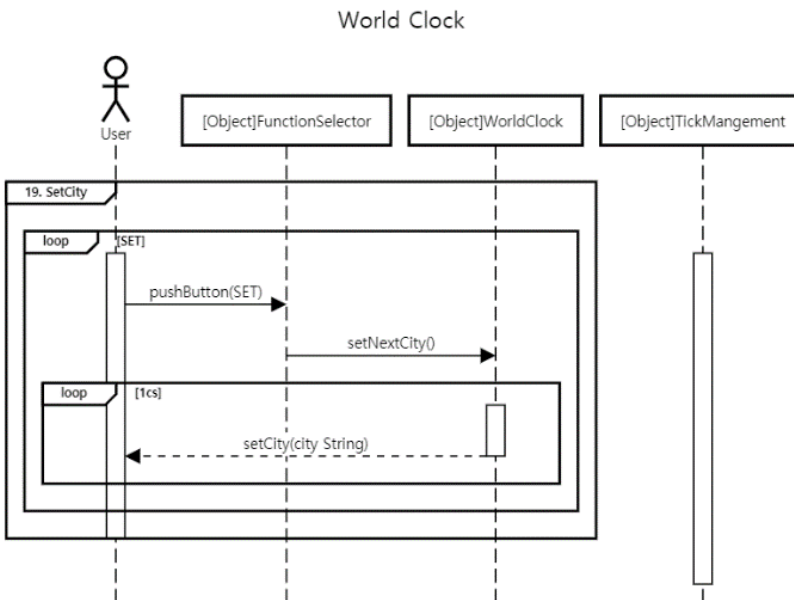 World Clock
User
[Object]FunctionSelector
[Object]WorldClock
[Object]TickMangement
19. SetCity
loop
[SET]
pushButton(SET)
setNextCity()
loop
[1cs]
setCity(city String)